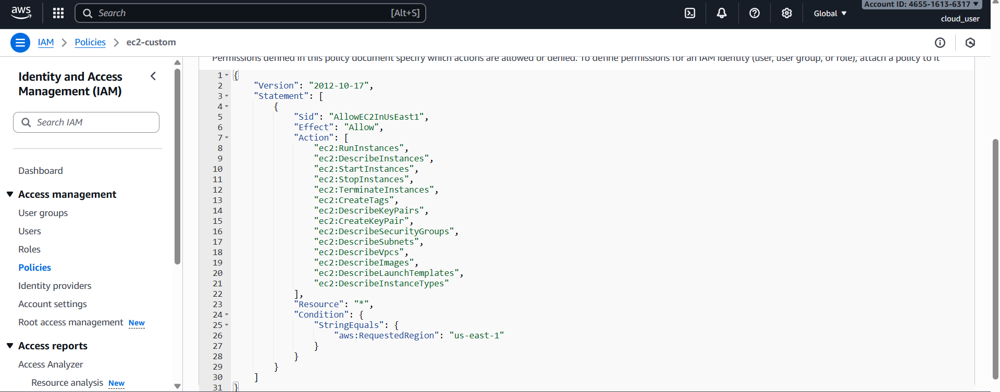 aws
Search [Alt+S]
Global
Account ID: 4655-1613-6317
cloud_user
IAM
Policies
ec2-custom
Identity and Access
Management (IAM)
Search IAM
Dashboard
Access management
User groups
Users
Roles
Policies
Identity providers
Account settings
Root access management New
Access reports
Access Analyzer
Resource analysis New
Permissions defined in this policy document specify which actions are allowed or denied. To define permissions for an IAM identity (user, user group, or role), attach a policy to it
1 {
2 "Version": "2012-10-17",
3 "Statement": [
4 {
5 "Sid": "AllowEC2InUsEast1",
6 "Effect": "Allow",
7 "Action": [
8 "ec2:RunInstances",
9 "ec2:DescribeInstances",
10 "ec2:StartInstances",
11 "ec2:StopInstances",
12 "ec2:TerminateInstances",
13 "ec2:CreateTags",
14 "ec2:DescribeKeyPairs",
15 "ec2:CreateKeyPair",
16 "ec2:DescribeSecurityGroups",
17 "ec2:DescribeSubnets",
18 "ec2:DescribeVpcs",
19 "ec2:DescribeImages",
20 "ec2:DescribeLaunchTemplates",
21 "ec2:DescribeInstanceTypes"
22 ],
23 "Resource": "*",
24 "Condition": {
25 "StringEquals": {
26 "aws:RequestedRegion": "us-east-1"
27 }
28 }
29 }
30 ]
31 }